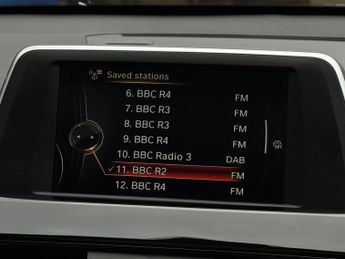 Saved stations
6. BBC R4 FM
7. BBC R3 FM
8. BBC R3 FM
9. BBC R4 FM
10. BBC Radio 3 DAB
✓11. BBC R2 FM
12. BBC R4 FM